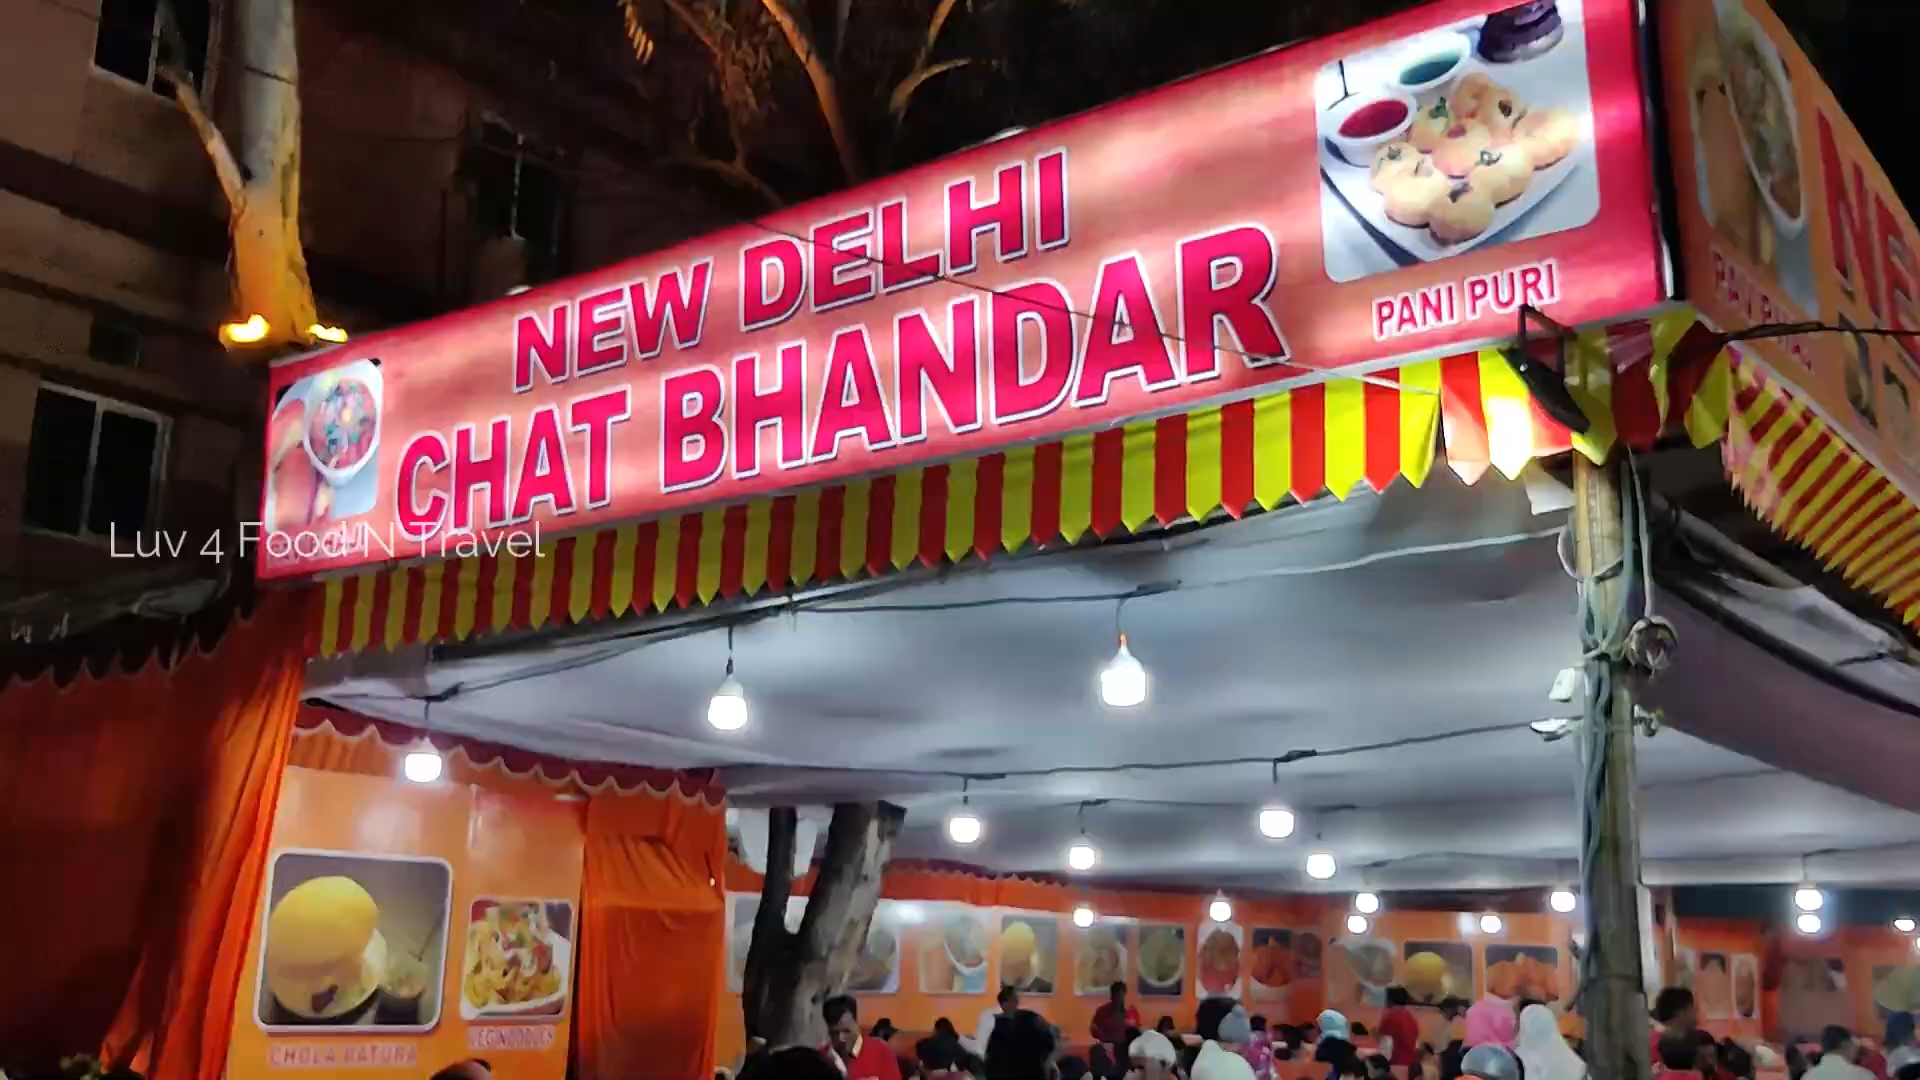 NEW DELHI
CHAT BHANDAR
PANI PURI
Luv 4 Food N Travel
CHOLA BATURA
VEG NOODLES